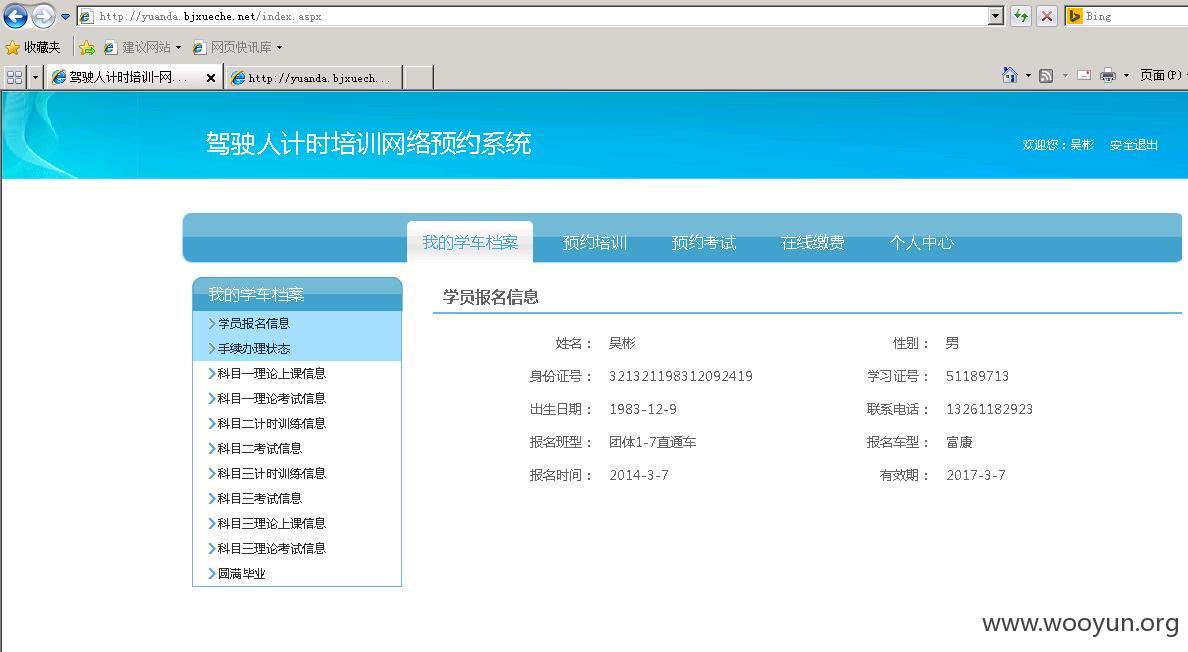 http://yuanda.bjxueche.net/index.aspx
Bing
收藏夹
建议网站
网页快讯库
驾驶人计时培训-网...
http://yuanda.bjxuech...
页面(P)
驾驶人计时培训网络预约系统
欢迎您：吴彬 安全退出
我的学车档案 预约培训 预约考试 在线缴费 个人中心
我的学车档案
学员报名信息
手续办理状态
科目一理论上课信息
科目一理论考试信息
科目二计时训练信息
科目二考试信息
科目三计时训练信息
科目三考试信息
科目三理论上课信息
科目三理论考试信息
圆满毕业
学员报名信息
姓名： 吴彬 性别： 男
身份证号： 321321198312092419 学习证号： 51189713
出生日期： 1983-12-9 联系电话： 13261182923
报名班型： 团体1-7直通车 报名车型： 富康
报名时间： 2014-3-7 有效期： 2017-3-7
www.wooyun.org